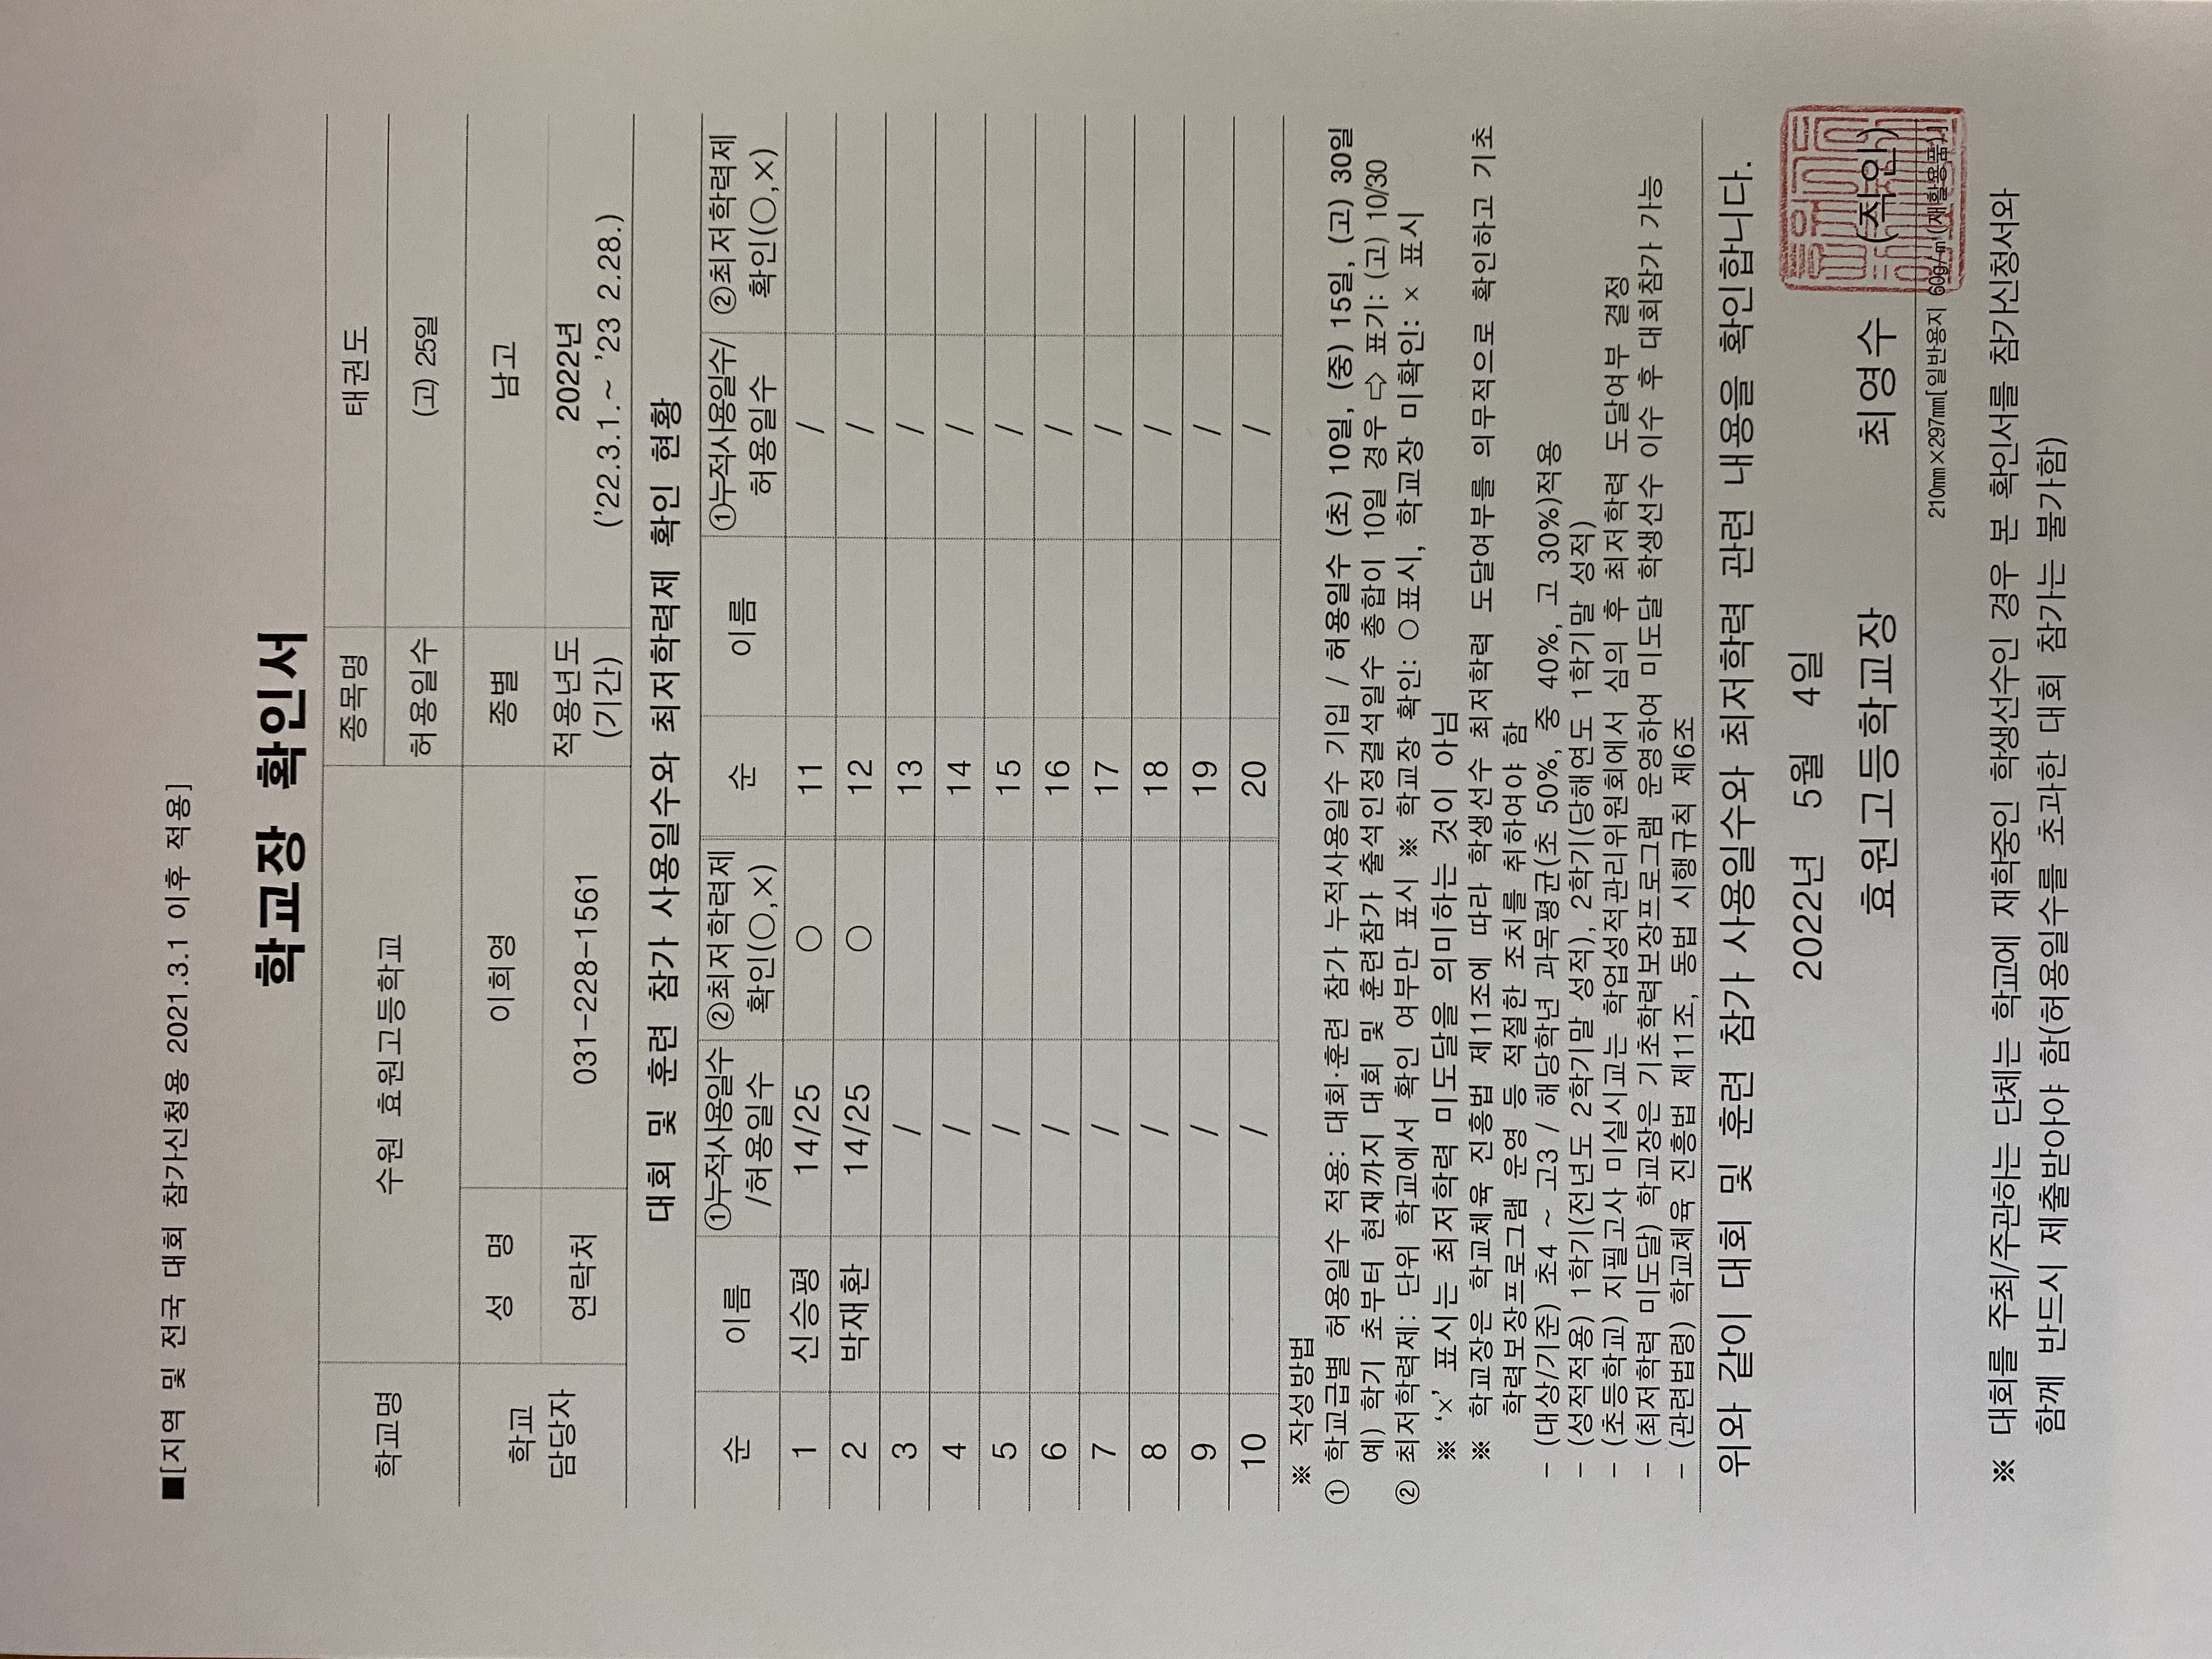 ■[지역 및 전국 대회 참가신청용 2021.3.1 이후 적용]
학교장 확인서
학교명 수원 효원고등학교 종목명 태권도
허용일수 (고) 25일
학교 담당자 성 명 이희영 종별 남고
연락처 031-228-1561 적용년도 (기간) 2022년 ('22.3.1.~ '23 2.28.)
대회 및 훈련 참가 사용일수와 최저학력제 확인 현황
순 이름 ①누적사용일수/허용일수 ②최저학력제 확인(○,×) 순 이름 ①누적사용일수/허용일수 ②최저학력제 확인(○,×)
1 신승평 14/25 ○ 11 /
2 박재환 14/25 ○ 12 /
3 / 13 /
4 / 14 /
5 / 15 /
6 / 16 /
7 / 17 /
8 / 18 /
9 / 19 /
10 / 20 /
※ 작성방법
① 학교급별 허용일수 적용: 대회·훈련 참가 누적사용일수 기입 / 허용일수 (초) 10일, (중) 15일, (고) 30일
예) 학기 초부터 현재까지 대회 및 훈련참가 출석인정결석일수 총합이 10일 경우 ⇨ 표기: (고) 10/30
② 최저학력제: 단위 학교에서 확인 여부만 표시 ※ 학교장 확인: ○표시, 학교장 미확인: × 표시
※ '×' 표시는 최저학력 미도달을 의미하는 것이 아님
※ 학교장은 학교체육 진흥법 제11조에 따라 학생선수 최저학력 도달여부를 의무적으로 확인하고 기초
학력보장프로그램 운영 등 적절한 조치를 취하여야 함
- (대상/기준) 초4 ~ 고3 / 해당학년 과목평균(초 50%, 중 40%, 고 30%)적용
- (성적적용) 1학기(전년도 2학기말 성적), 2학기(당해연도 1학기말 성적)
- (초등학교) 지필고사 미실시교는 학업성적관리위원회에서 심의 후 최저학력 도달여부 결정
- (최저학력 미도달) 학교장은 기초학력보장프로그램 운영하여 미도달 학생선수 이수 후 대회참가 가능
- (관련법령) 학교체육 진흥법 제11조, 동법 시행규칙 제6조
위와 같이 대회 및 훈련 참가 사용일수와 최저학력 관련 내용을 확인합니다.
2022년 5월 4일
효원고등학교장 최영수 (직인)
210㎜×297㎜[일반용지 60g/㎡(재활용품)]
※ 대회를 주최/주관하는 단체는 학교에 재학중인 학생선수인 경우 본 확인서를 참가신청서와
함께 반드시 제출받아야 함(허용일수를 초과한 대회 참가는 불가함)